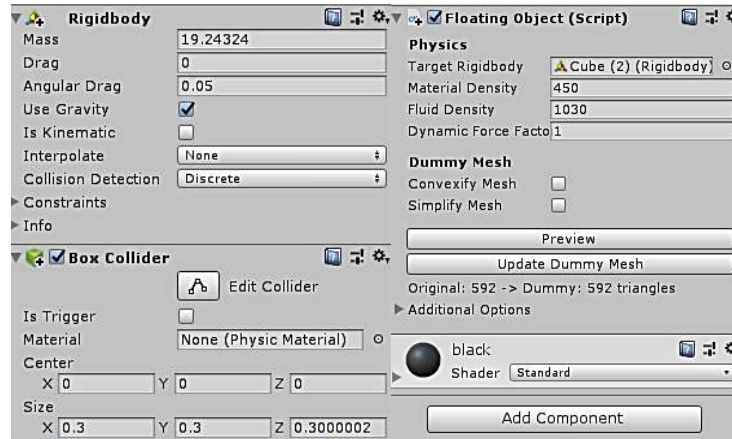 Rigidbody
Mass 19.24324
Drag 0
Angular Drag 0.05
Use Gravity
Is Kinematic
Interpolate None
Collision Detection Discrete
Constraints
Info
Box Collider
Edit Collider
Is Trigger
Material None (Physic Material)
Center
X 0 Y 0 Z 0
Size
X 0.3 Y 0.3 Z 0.3000002
Floating Object (Script)
Physics
Target Rigidbody Cube (2) (Rigidbody)
Material Density 450
Fluid Density 1030
Dynamic Force Facto 1
Dummy Mesh
Convexify Mesh
Simplify Mesh
Preview
Update Dummy Mesh
Original: 592 -> Dummy: 592 triangles
Additional Options
black
Shader Standard
Add Component